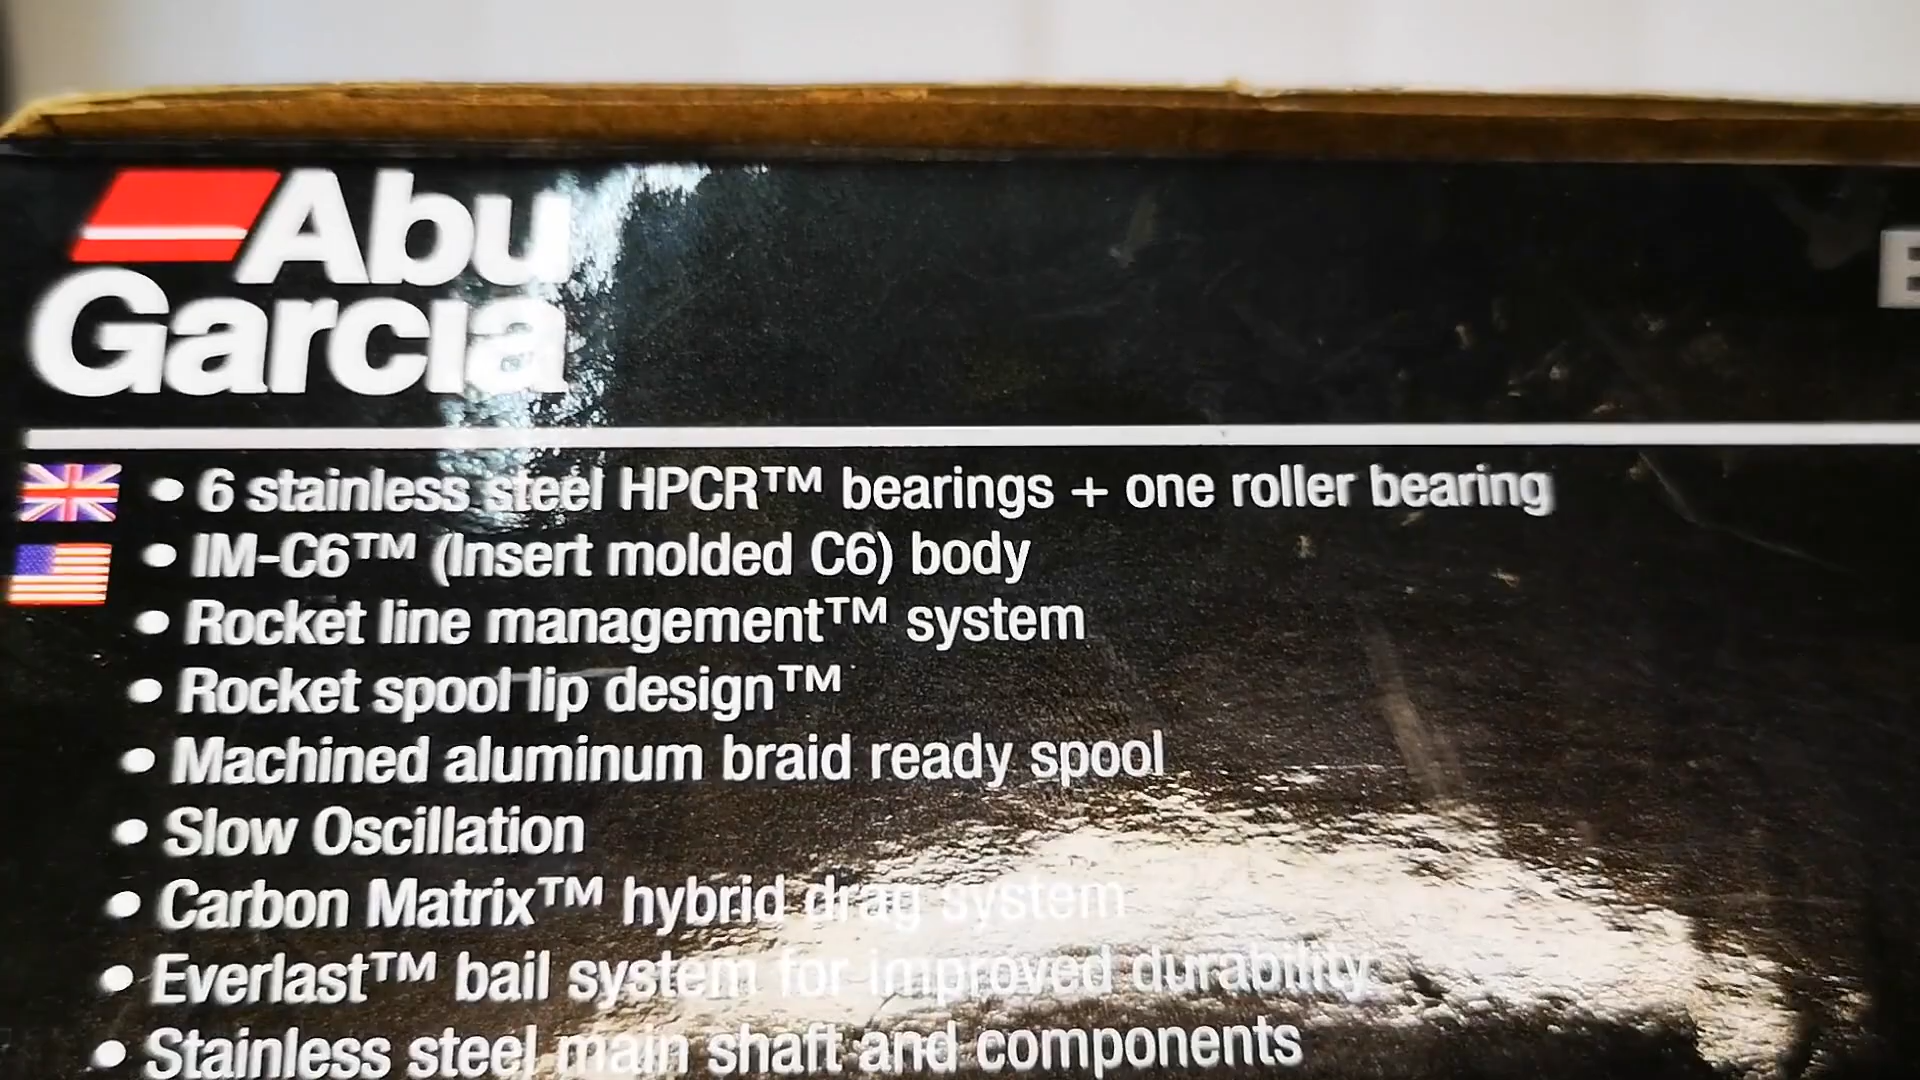 Abu
Garcia
• 6 stainless steel HPCR™ bearings + one roller bearing
• IM-C6™ (Insert molded C6) body
• Rocket line management™ system
• Rocket spool lip design™
• Machined aluminum braid ready spool
• Slow Oscillation
• Carbon Matrix™ hybrid drag system
• Everlast™ bail system for improved durability
• Stainless steel main shaft and components